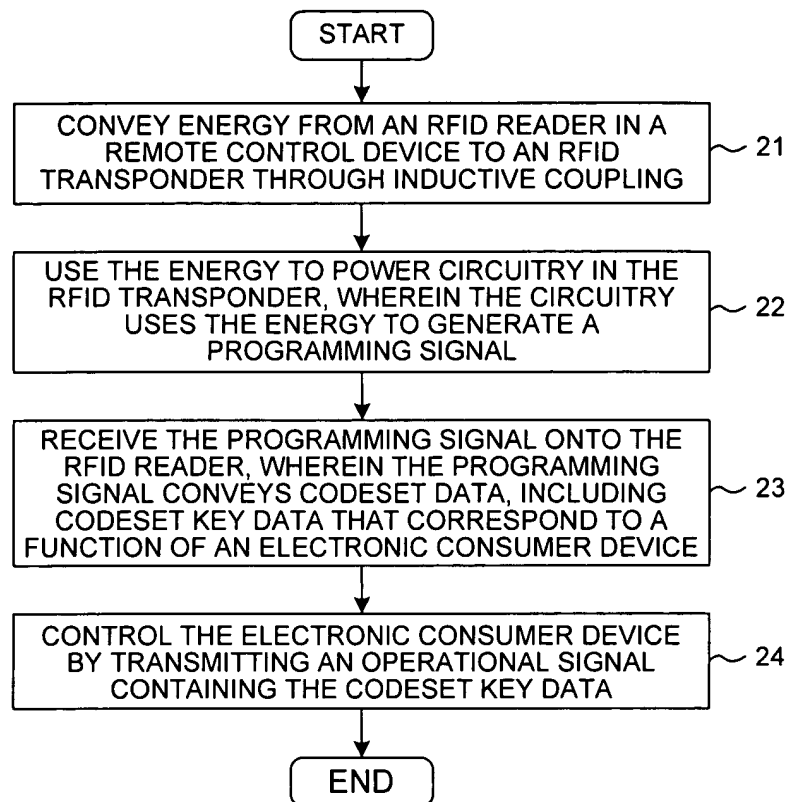 START
CONVEY ENERGY FROM AN RFID READER IN A
REMOTE CONTROL DEVICE TO AN RFID
TRANSPONDER THROUGH INDUCTIVE COUPLING
21
USE THE ENERGY TO POWER CIRCUITRY IN THE
RFID TRANSPONDER, WHEREIN THE CIRCUITRY
USES THE ENERGY TO GENERATE A
PROGRAMMING SIGNAL
22
RECEIVE THE PROGRAMMING SIGNAL ONTO THE
RFID READER, WHEREIN THE PROGRAMMING
SIGNAL CONVEYS CODESET DATA, INCLUDING
CODESET KEY DATA THAT CORRESPOND TO A
FUNCTION OF AN ELECTRONIC CONSUMER DEVICE
23
CONTROL THE ELECTRONIC CONSUMER DEVICE
BY TRANSMITTING AN OPERATIONAL SIGNAL
CONTAINING THE CODESET KEY DATA
24
END